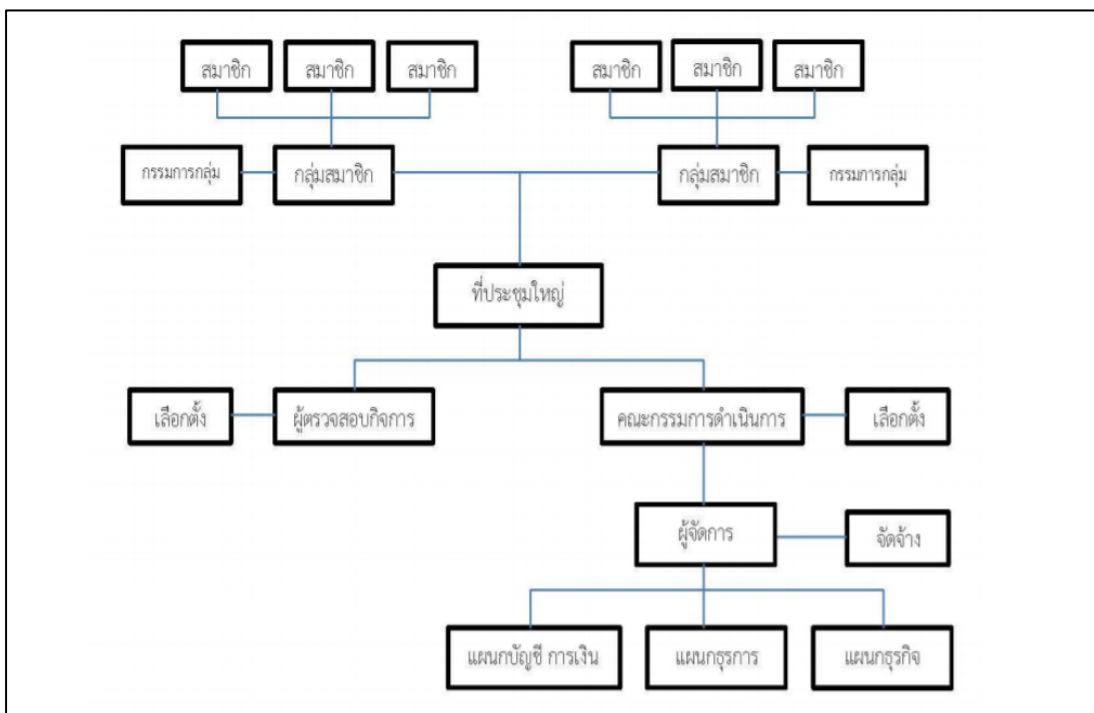 สมาชิก สมาชิก สมาชิก สมาชิก สมาชิก สมาชิก
กรรมการกลุ่ม กลุ่มสมาชิก กลุ่มสมาชิก กรรมการกลุ่ม
ที่ประชุมใหญ่
เลือกตั้ง ผู้ตรวจสอบกิจการ คณะกรรมการดำเนินการ เลือกตั้ง
ผู้จัดการ จัดจ้าง
แผนกบัญชี การเงิน แผนกธุรการ แผนกธุรกิจ